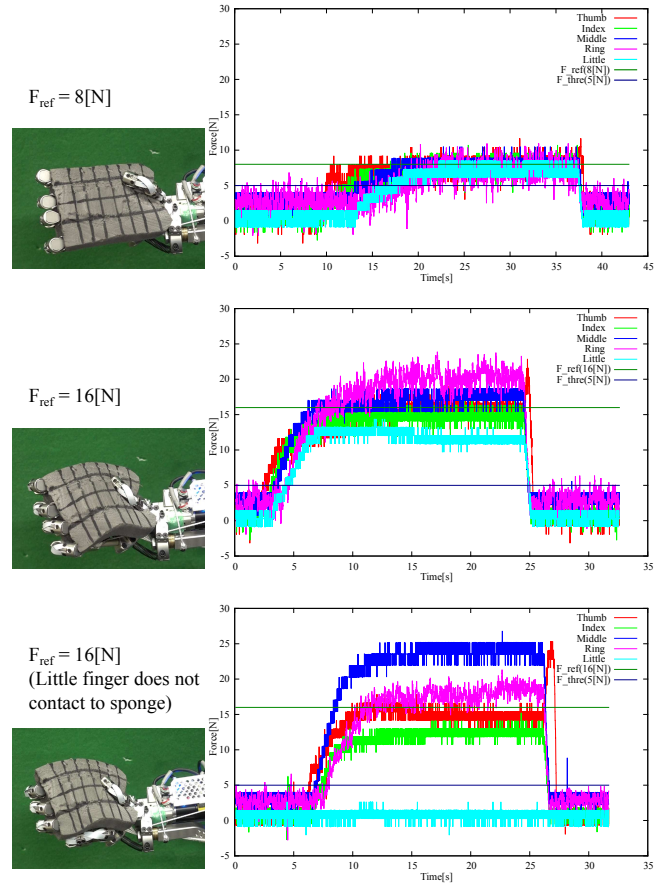 F_ref = 8[N]
30
25
20
15
10
5
0
-5
Force[N]
0 5 10 15 20 25 30 35 40 45
Time[s]
Thumb
Index
Middle
Ring
Little
F_ref(8[N])
F_thre(5[N])
F_ref = 16[N]
30
25
20
15
10
5
0
-5
Force[N]
0 5 10 15 20 25 30 35
Time[s]
Thumb
Index
Middle
Ring
Little
F_ref(16[N])
F_thre(5[N])
F_ref = 16[N]
(Little finger does not
contact to sponge)
30
25
20
15
10
5
0
-5
Force[N]
0 5 10 15 20 25 30 35
Time[s]
Thumb
Index
Middle
Ring
Little
F_ref(16[N])
F_thre(5[N])